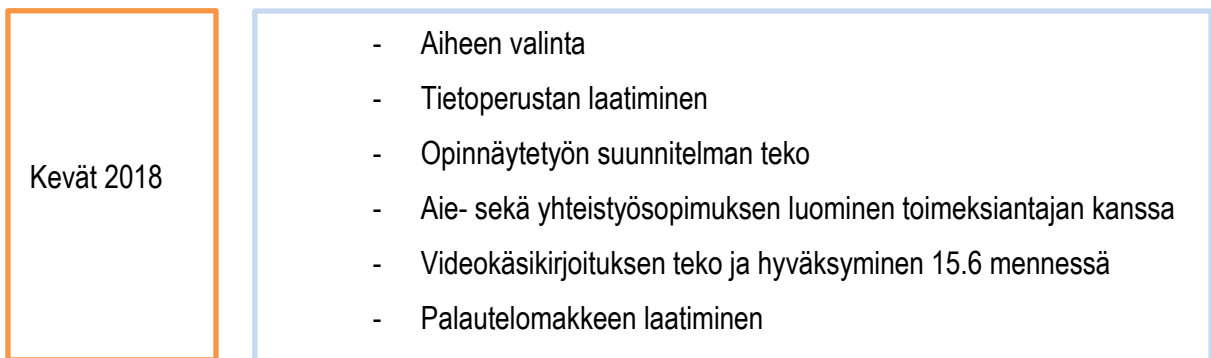 Kevät 2018
- Aiheen valinta
- Tietoperustan laatiminen
- Opinnäytetyön suunnitelman teko
- Aie- sekä yhteistyösopimuksen luominen toimeksiantajan kanssa
- Videokäsikirjoituksen teko ja hyväksyminen 15.6 mennessä
- Palautelomakkeen laatiminen